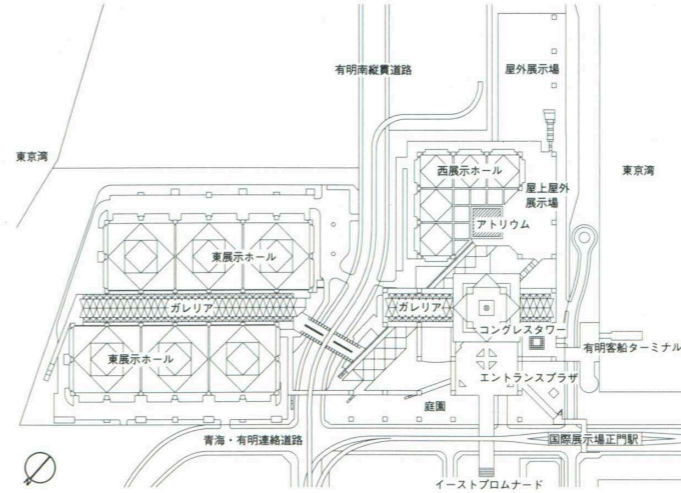 有明南縦貫道路
屋外展示場
東京湾
西展示ホール
東京湾
屋上屋外
展示場
アトリウム
東展示ホール
ガレリア
ガレリア
コングレスタワー
有明客船ターミナル
東展示ホール
エントランスプラザ
庭園
青海・有明連絡道路
国際展示場正門駅
イーストプロムナード